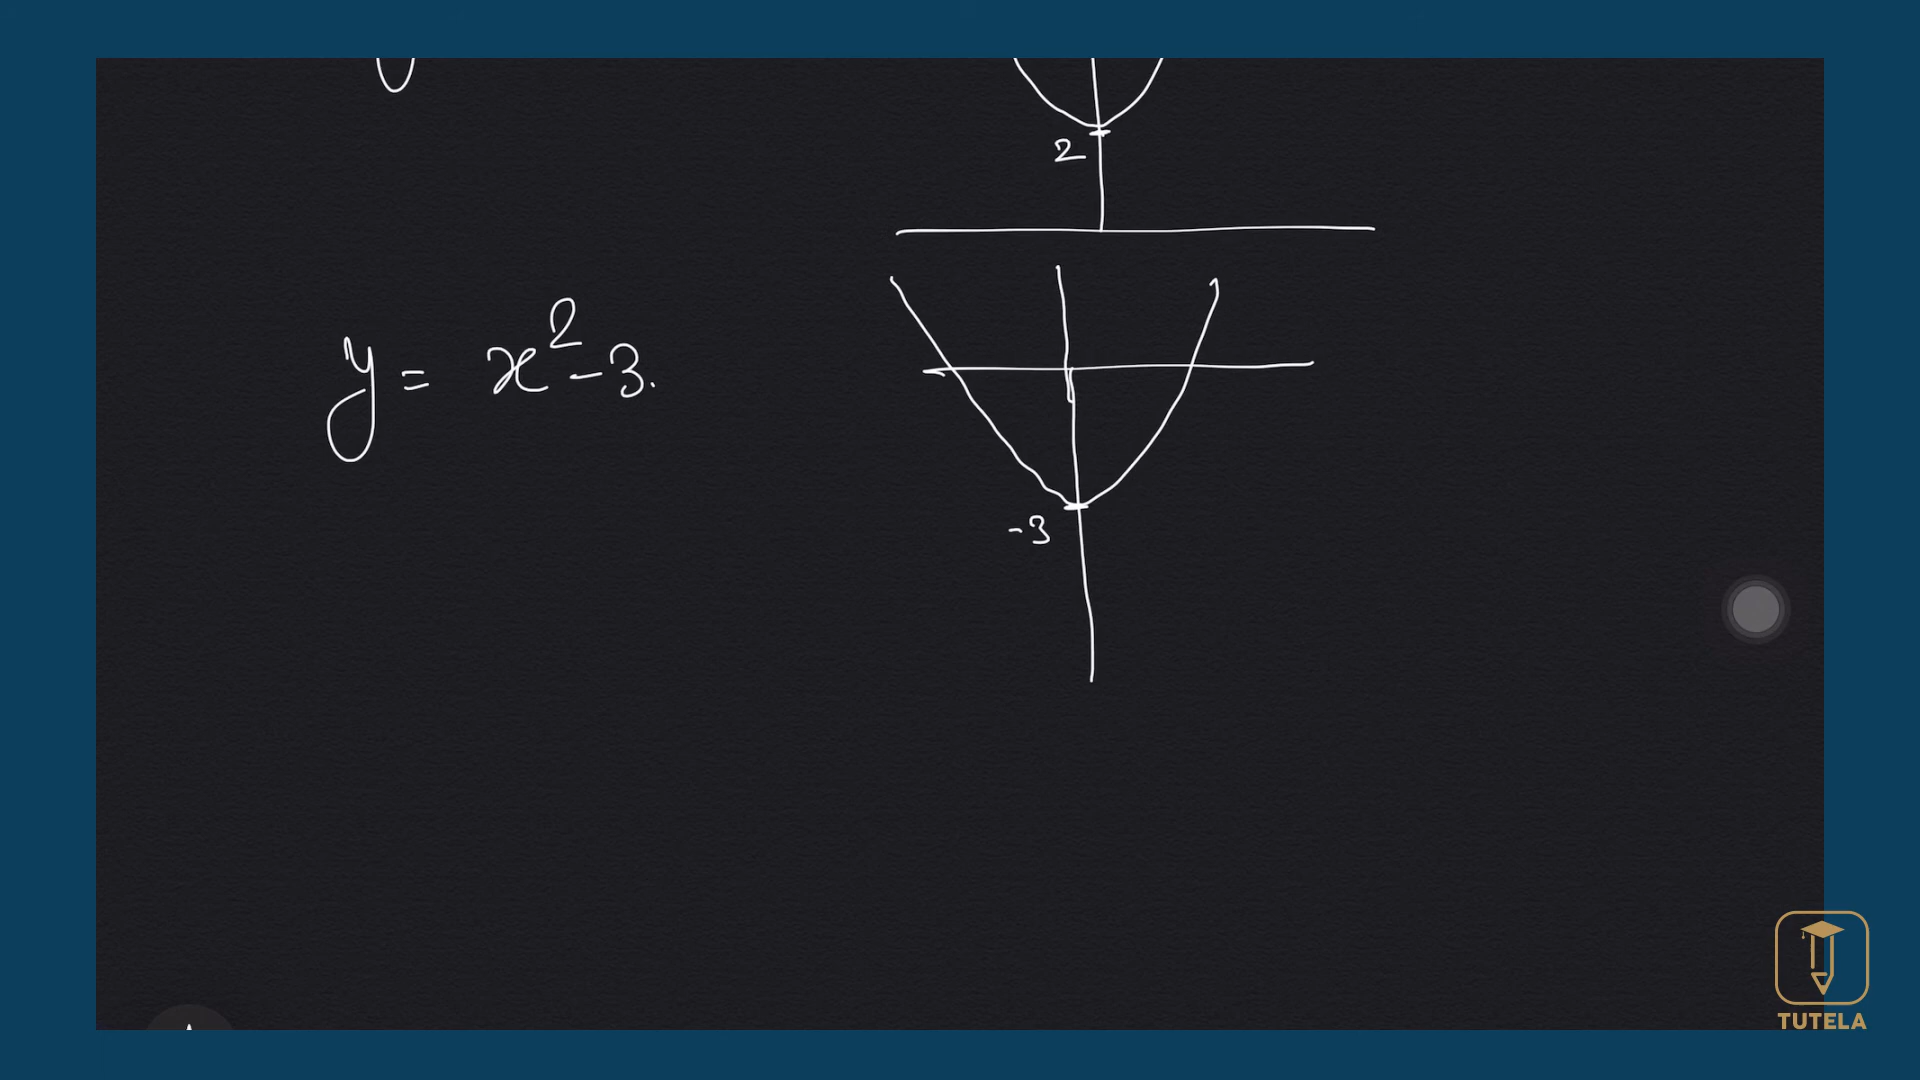 2
y = x² - 3.
-3
TUTELA